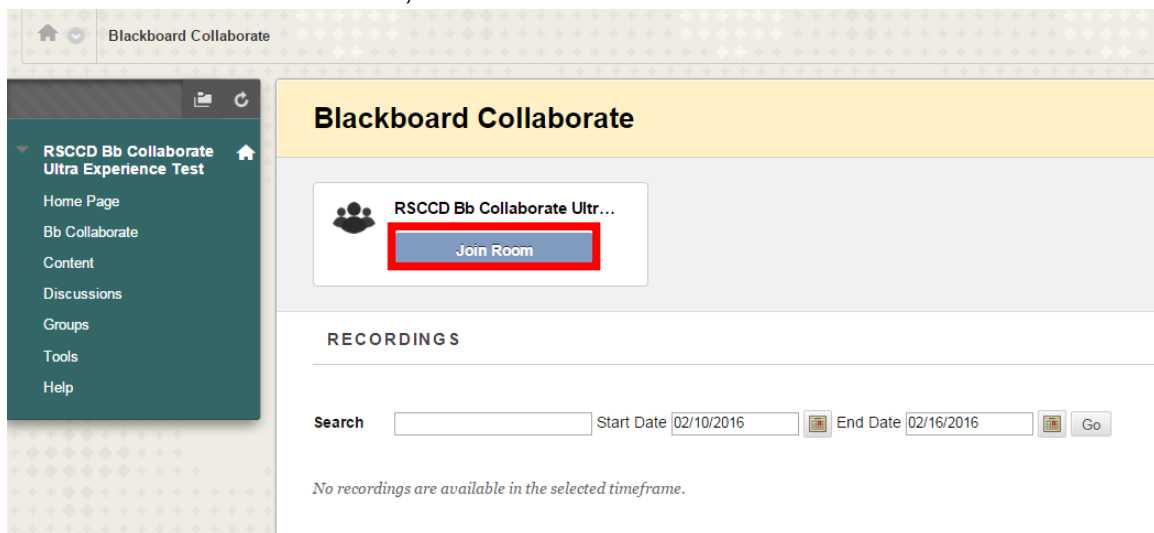 Blackboard Collaborate
RSCCD Bb Collaborate
Ultra Experience Test
Home Page
Bb Collaborate
Content
Discussions
Groups
Tools
Help
Blackboard Collaborate
RSCCD Bb Collaborate Ultr...
Join Room
RECORDINGS
Search Start Date 02/10/2016 End Date 02/16/2016 Go
No recordings are available in the selected timeframe.